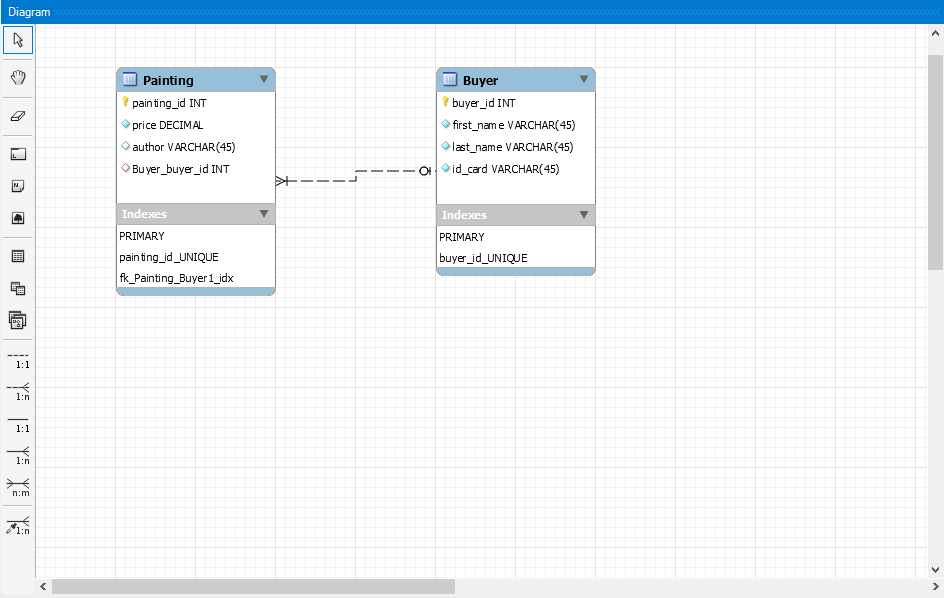 Diagram
Painting
painting_id INT
price DECIMAL
author VARCHAR(45)
Buyer_buyer_id INT
Indexes
PRIMARY
painting_id_UNIQUE
fk_Painting_Buyer1_idx
Buyer
buyer_id INT
first_name VARCHAR(45)
last_name VARCHAR(45)
id_card VARCHAR(45)
Indexes
PRIMARY
buyer_id_UNIQUE
1:1
1:n
1:1
1:n
n:m
1:n